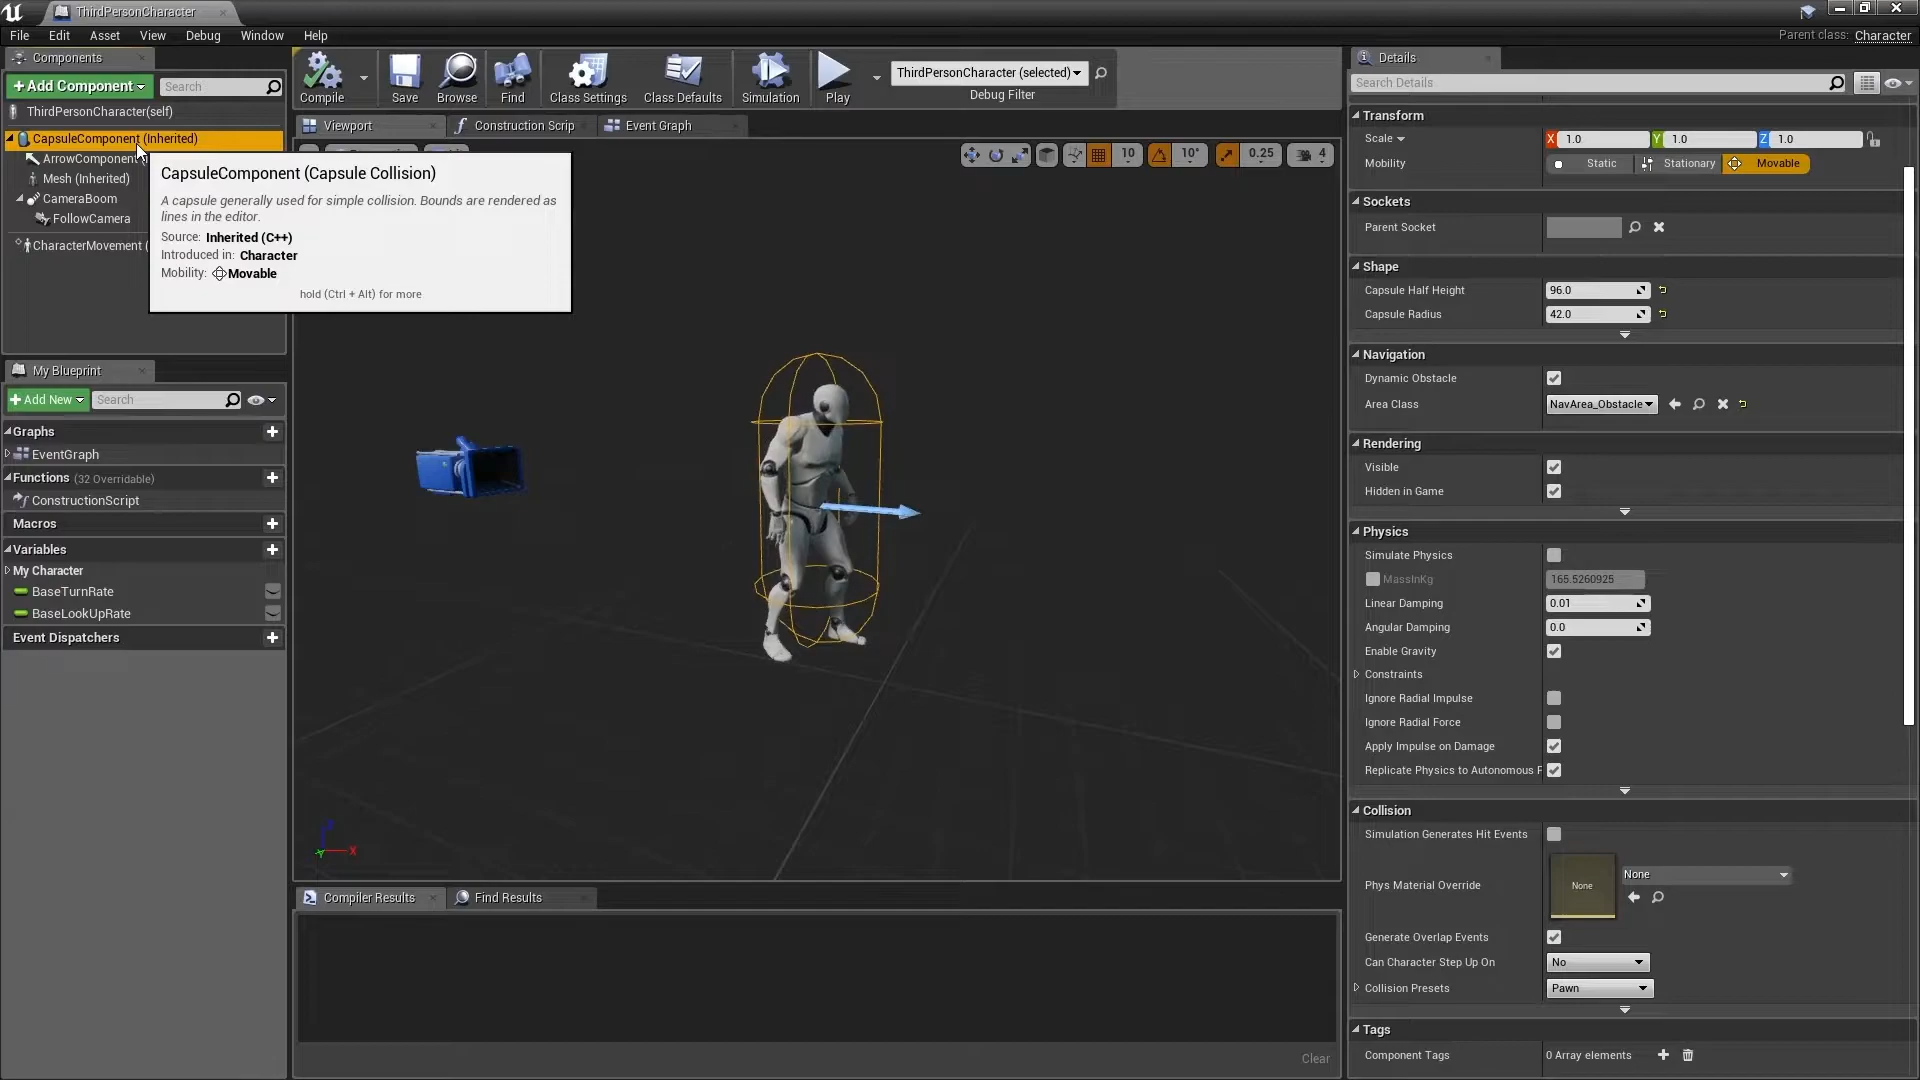 ThirdPersonCharacter
File Edit Asset View Debug Window Help
Parent class: Character
Components
+ Add Component
Search
ThirdPersonCharacter(self)
CapsuleComponent (Inherited)
ArrowComponent
Mesh (Inherited)
CameraBoom
FollowCamera
CharacterMovement (
My Blueprint
+ Add New
Search
Graphs
EventGraph
Functions (32 Overridable)
ConstructionScript
Macros
Variables
My Character
BaseTurnRate
BaseLookUpRate
Event Dispatchers
Compile
Save
Browse
Find
Class Settings
Class Defaults
Simulation
Play
ThirdPersonCharacter (selected)
Debug Filter
Viewport
Construction Scrip
Event Graph
10
10°
0.25
4
CapsuleComponent (Capsule Collision)
A capsule generally used for simple collision. Bounds are rendered as
lines in the editor.
Source: Inherited (C++)
Introduced in: Character
Mobility: Movable
hold (Ctrl + Alt) for more
Z
Y
X
Compiler Results
Find Results
Clear
Details
Search Details
Transform
Scale X 1.0 Y 1.0 Z 1.0
Mobility Static Stationary Movable
Sockets
Parent Socket
Shape
Capsule Half Height 96.0
Capsule Radius 42.0
Navigation
Dynamic Obstacle
Area Class NavArea_Obstacle
Rendering
Visible
Hidden in Game
Physics
Simulate Physics
MassInKg 165.5260925
Linear Damping 0.01
Angular Damping 0.0
Enable Gravity
Constraints
Ignore Radial Impulse
Ignore Radial Force
Apply Impulse on Damage
Replicate Physics to Autonomous P
Collision
Simulation Generates Hit Events
Phys Material Override None None
Generate Overlap Events
Can Character Step Up On No
Collision Presets Pawn
Tags
Component Tags 0 Array elements